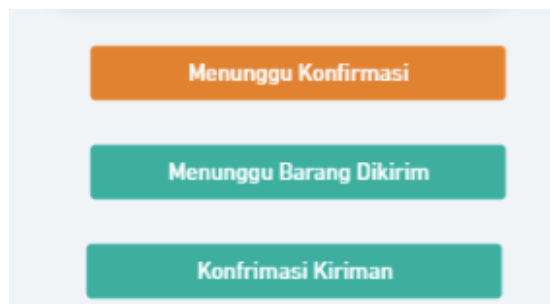 Menunggu Konfirmasi
Menunggu Barang Dikirim
Konfrimasi Kiriman